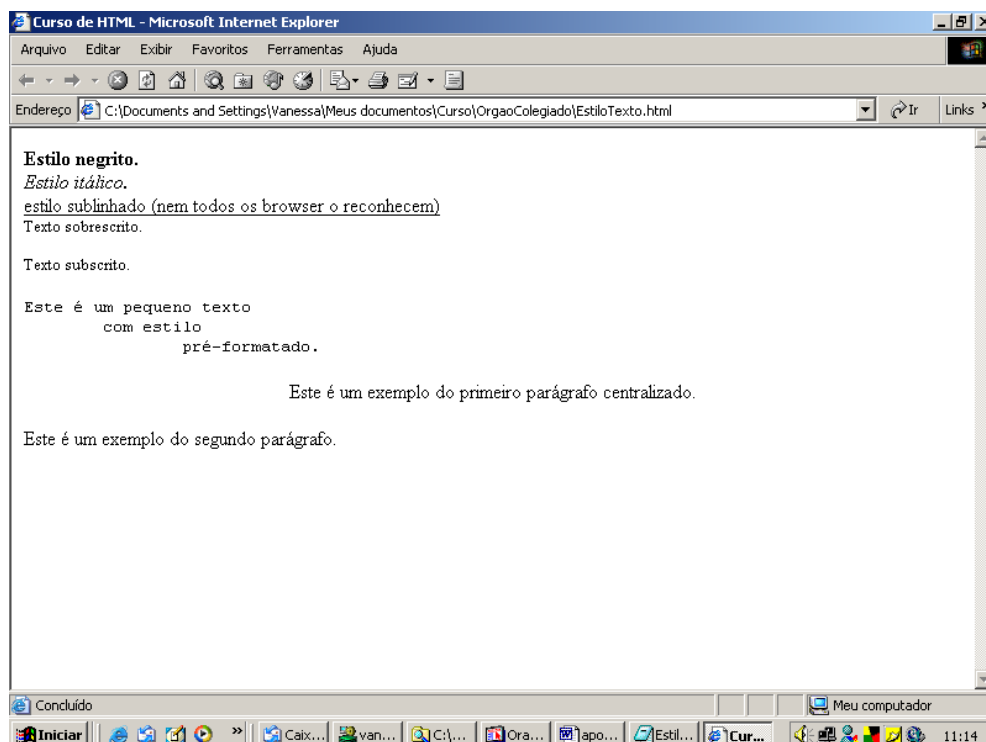 Curso de HTML - Microsoft Internet Explorer
Arquivo Editar Exibir Favoritos Ferramentas Ajuda
Endereço C:\Documents and Settings\Vanessa\Meus documentos\Curso\OrgaoColegiado\EstiloTexto.html Ir Links »
Estilo negrito.
Estilo itálico.
estilo sublinhado (nem todos os browser o reconhecem)
Texto sobrescrito.
Texto subscrito.
Este é um pequeno texto
com estilo
pré-formatado.
Este é um exemplo do primeiro parágrafo centralizado.
Este é um exemplo do segundo parágrafo.
Concluído Meu computador
Iniciar » Caix... van... C:\... Ora... apo... Estil... Cur... 11:14